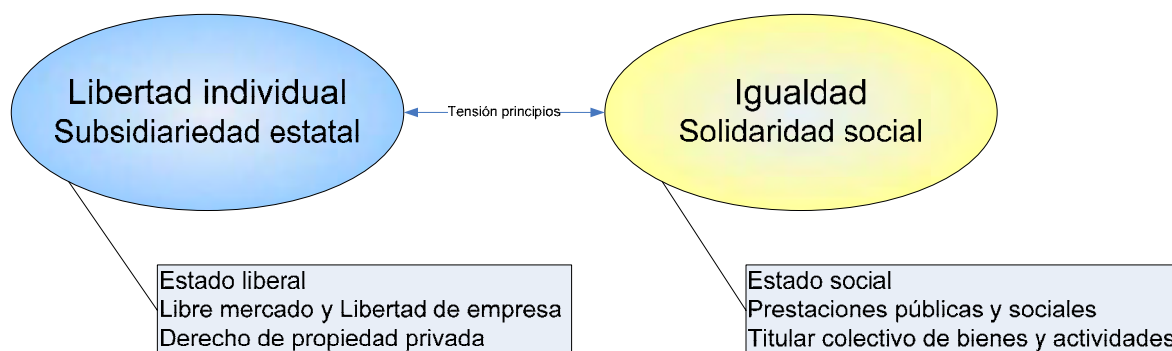 Libertad individual
Subsidiariedad estatal
Tensión principios
Igualdad
Solidaridad social
Estado liberal
Libre mercado y Libertad de empresa
Derecho de propiedad privada
Estado social
Prestaciones públicas y sociales
Titular colectivo de bienes y actividades